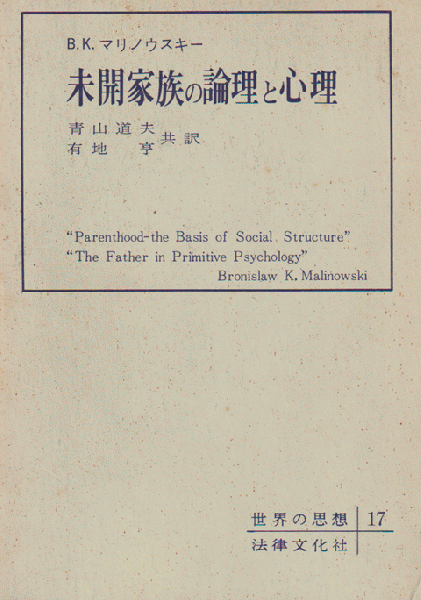 B.K.マリノウスキー
未開家族の論理と心理
青山道夫
有地 亨
共訳
"Parenthood-the Basis of Social Structure"
"The Father in Primitive Psychology"
Bronislaw K. Malinowski
世界の思想 17
法律文化社